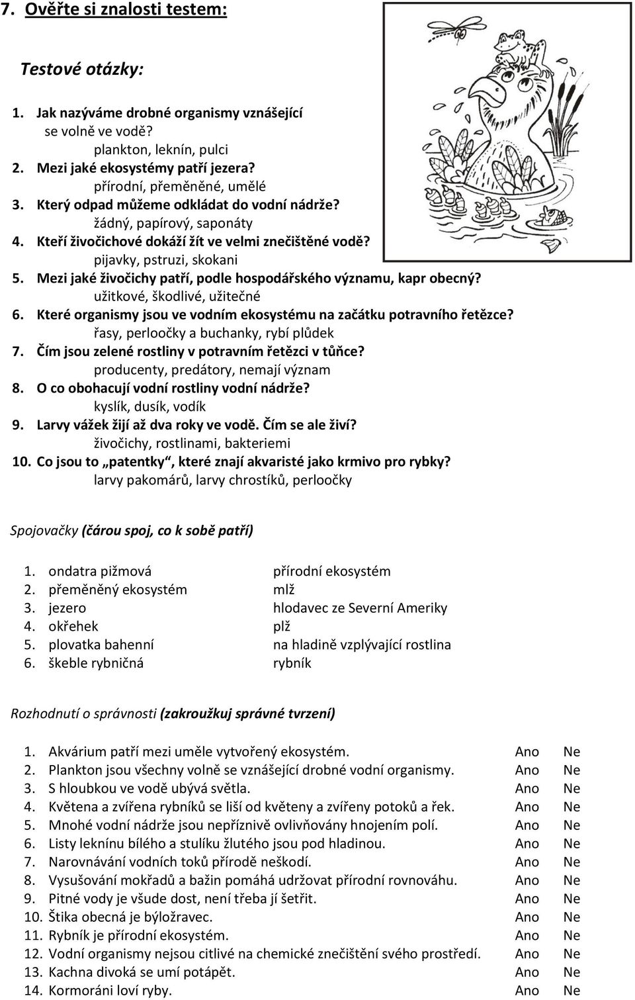 7. Ověřte si znalosti testem:
Testové otázky:
1. Jak nazýváme drobné organismy vznášející
se volně ve vodě?
plankton, leknín, pulci
2. Mezi jaké ekosystémy patří jezera?
přírodní, přeměněné, umělé
3. Který odpad můžeme odkládat do vodní nádrže?
žádný, papírový, saponáty
4. Kteří živočichové dokáží žít ve velmi znečištěné vodě?
pijavky, pstruzi, skokani
5. Mezi jaké živočichy patří, podle hospodářského významu, kapr obecný?
užitkové, škodlivé, užitečné
6. Které organismy jsou ve vodním ekosystému na začátku potravního řetězce?
řasy, perloočky a buchanky, rybí plůdek
7. Čím jsou zelené rostliny v potravním řetězci v tůňce?
producenty, predátory, nemají význam
8. O co obohacují vodní rostliny vodní nádrže?
kyslík, dusík, vodík
9. Larvy vážek žijí až dva roky ve vodě. Čím se ale živí?
živočichy, rostlinami, bakteriemi
10. Co jsou to „patentky“, které znají akvaristé jako krmivo pro rybky?
larvy pakomárů, larvy chrostíků, perloočky
Spojovačky (čárou spoj, co k sobě patří)
1. ondatra pižmová přírodní ekosystém
2. přeměněný ekosystém mlž
3. jezero hlodavec ze Severní Ameriky
4. okřehek plž
5. plovatka bahenní na hladině vzplývající rostlina
6. škeble rybničná rybník
Rozhodnutí o správnosti (zakroužkuj správné tvrzení)
1. Akvárium patří mezi uměle vytvořený ekosystém. Ano Ne
2. Plankton jsou všechny volně se vznášející drobné vodní organismy. Ano Ne
3. S hloubkou ve vodě ubývá světla. Ano Ne
4. Květena a zvířena rybníků se liší od květeny a zvířeny potoků a řek. Ano Ne
5. Mnohé vodní nádrže jsou nepříznivě ovlivňovány hnojením polí. Ano Ne
6. Listy leknínu bílého a stulíku žlutého jsou pod hladinou. Ano Ne
7. Narovnávání vodních toků přírodě neškodí. Ano Ne
8. Vysušování mokřadů a bažin pomáhá udržovat přírodní rovnováhu. Ano Ne
9. Pitné vody je všude dost, není třeba jí šetřit. Ano Ne
10. Štika obecná je býložravec. Ano Ne
11. Rybník je přírodní ekosystém. Ano Ne
12. Vodní organismy nejsou citlivé na chemické znečištění svého prostředí. Ano Ne
13. Kachna divoká se umí potápět. Ano Ne
14. Kormoráni loví ryby. Ano Ne